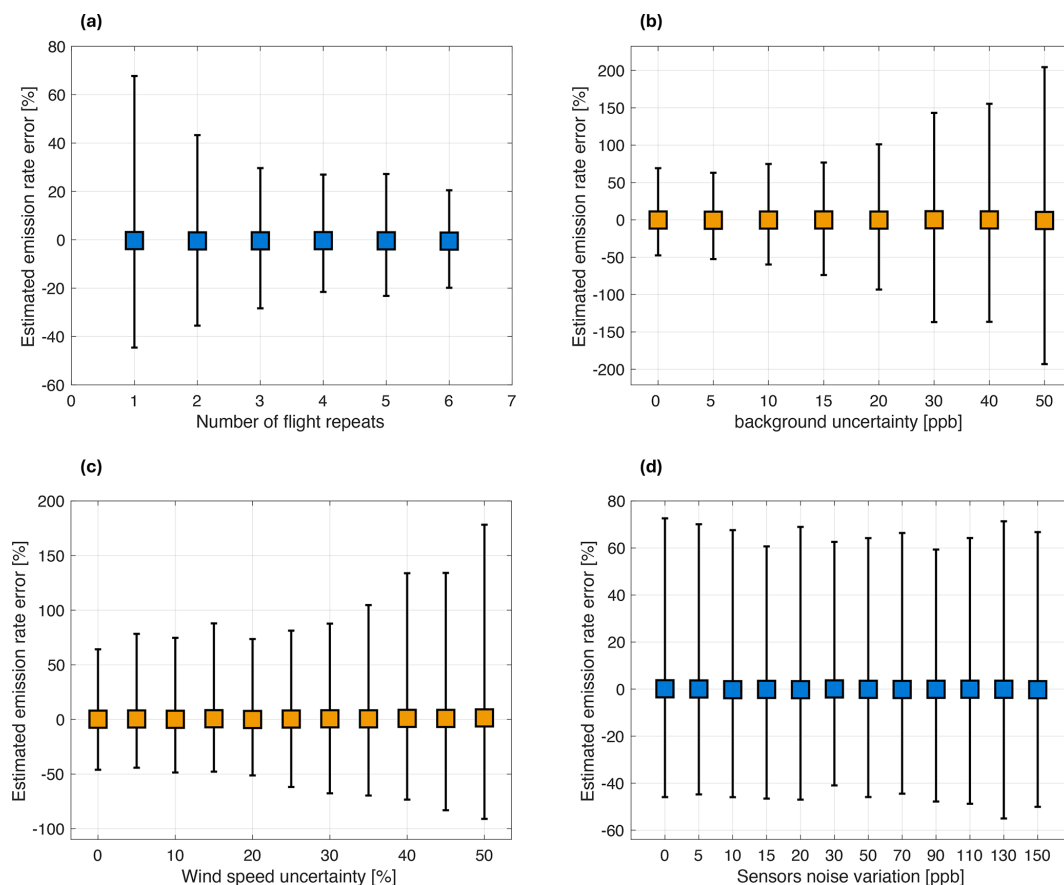 (a)
80
60
40
20
0
-20
-40
-60
0 1 2 3 4 5 6 7
Estimated emission rate error [%]
Number of flight repeats
(b)
200
150
100
50
0
-50
-100
-150
-200
0 5 10 15 20 30 40 50
Estimated emission rate error [%]
background uncertainty [ppb]
(c)
200
150
100
50
0
-50
-100
0 10 20 30 40 50
Estimated emission rate error [%]
Wind speed uncertainty [%]
(d)
80
60
40
20
0
-20
-40
-60
0 5 10 15 20 30 50 70 90 110 130 150
Estimated emission rate error [%]
Sensors noise variation [ppb]